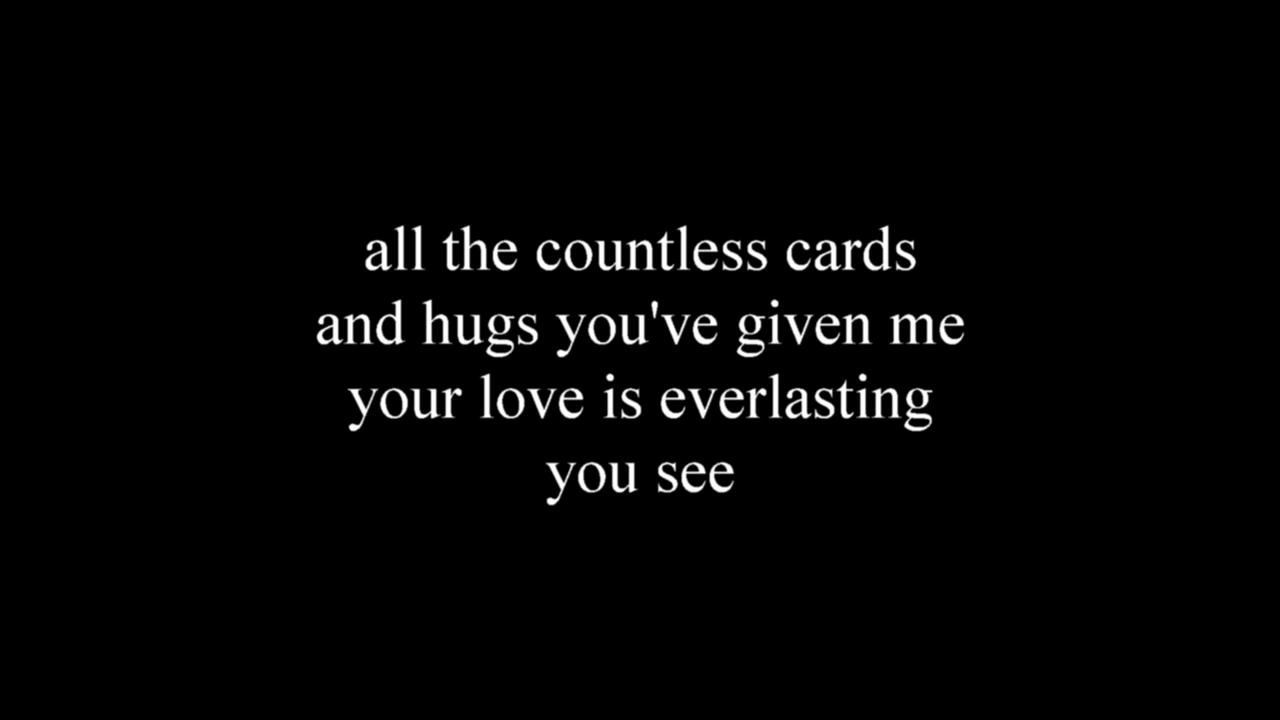 all the countless cards
and hugs you've given me
your love is everlasting
you see